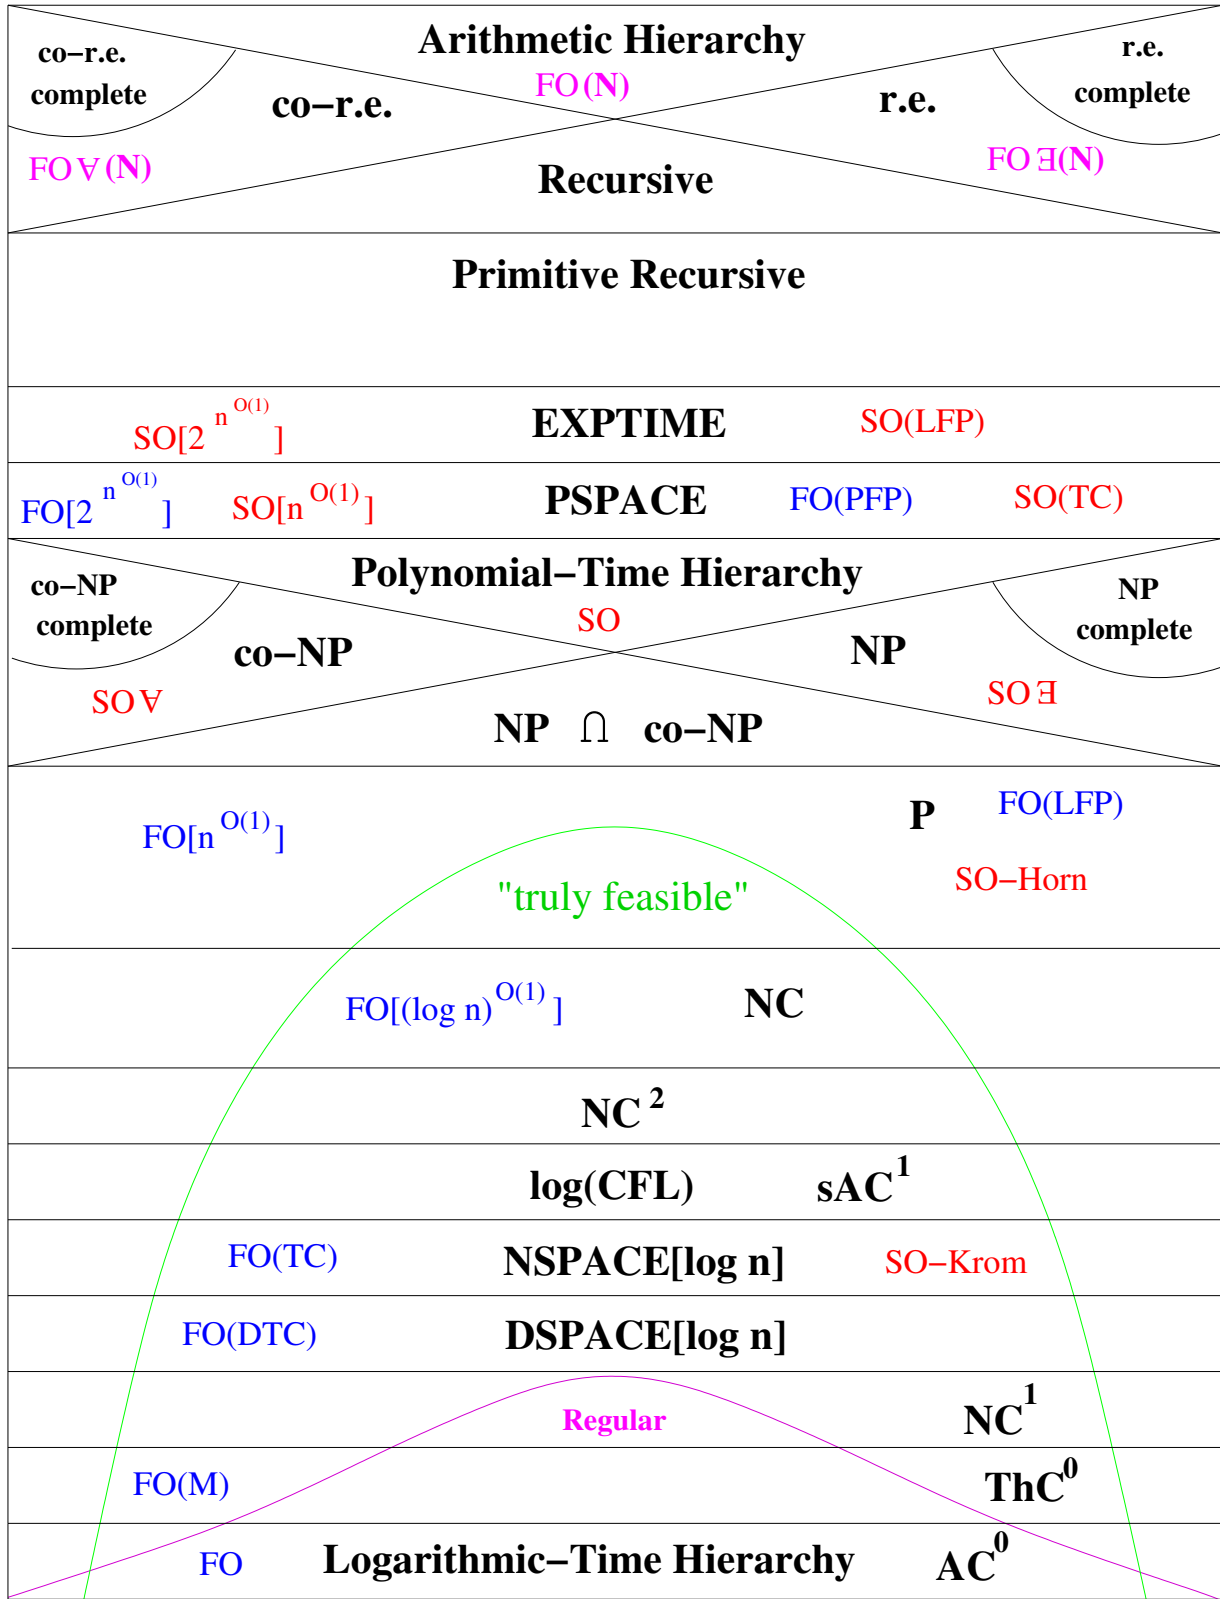 Arithmetic Hierarchy
FO(N)
co−r.e.
complete
co−r.e.
r.e.
r.e.
complete
FO∀(N)
FO∃(N)
Recursive
Primitive Recursive
SO[2^n^O(1)] EXPTIME SO(LFP)
FO[2^n^O(1)] SO[n^O(1)] PSPACE FO(PFP) SO(TC)
Polynomial−Time Hierarchy
SO
co−NP
complete
co−NP
NP
NP
complete
SO∀
SO∃
NP ∩ co−NP
P FO(LFP)
FO[n^O(1)]
SO−Horn
"truly feasible"
FO[(log n)^O(1)] NC
NC^2
log(CFL) sAC^1
FO(TC) NSPACE[log n] SO−Krom
FO(DTC) DSPACE[log n]
Regular NC^1
FO(M) ThC^0
FO Logarithmic−Time Hierarchy AC^0